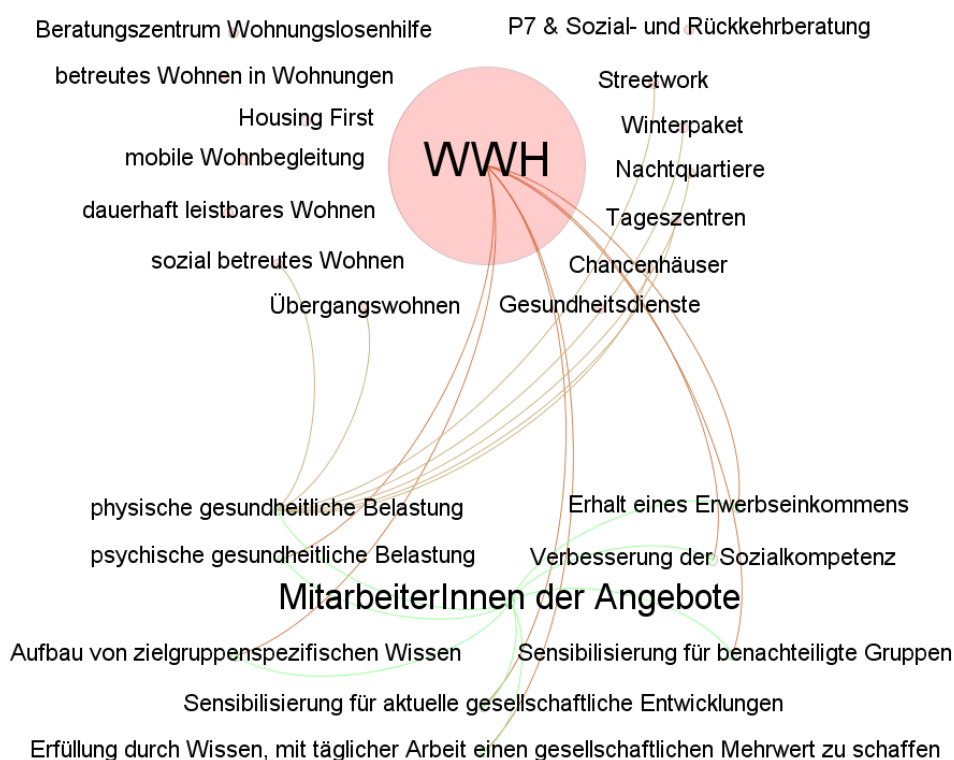 Beratungszentrum Wohnungslosenhilfe
P7 & Sozial- und Rückkehrberatung
betreutes Wohnen in Wohnungen
Streetwork
Housing First
Winterpaket
WWH
mobile Wohnbegleitung
Nachtquartiere
dauerhaft leistbares Wohnen
Tageszentren
sozial betreutes Wohnen
Chancenhäuser
Übergangswohnen
Gesundheitsdienste
physische gesundheitliche Belastung
Erhalt eines Erwerbseinkommens
psychische gesundheitliche Belastung
Verbesserung der Sozialkompetenz
MitarbeiterInnen der Angebote
Aufbau von zielgruppenspezifischen Wissen
Sensibilisierung für benachteiligte Gruppen
Sensibilisierung für aktuelle gesellschaftliche Entwicklungen
Erfüllung durch Wissen, mit täglicher Arbeit einen gesellschaftlichen Mehrwert zu schaffen